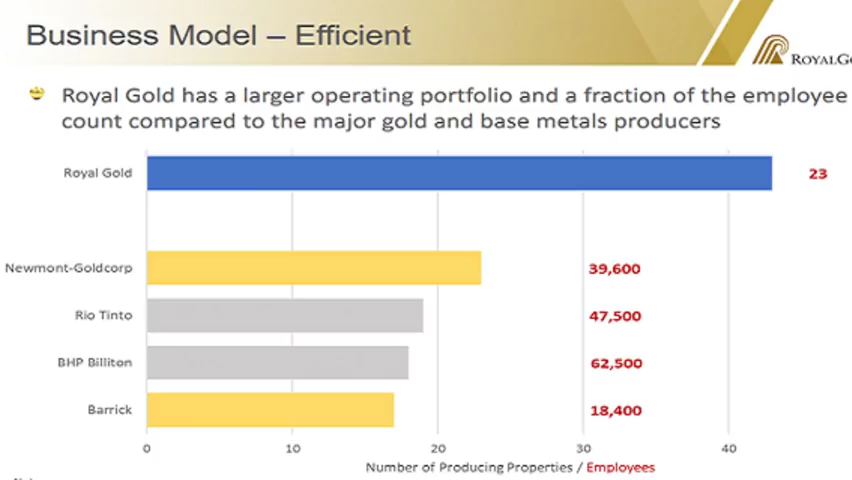 Business Model – Efficient
Royal Gold has a larger operating portfolio and a fraction of the employee
count compared to the major gold and base metals producers
Royal Gold 23
Newmont-Goldcorp 39,600
Rio Tinto 47,500
BHP Billiton 62,500
Barrick 18,400
0 10 20 30 40
Number of Producing Properties / Employees